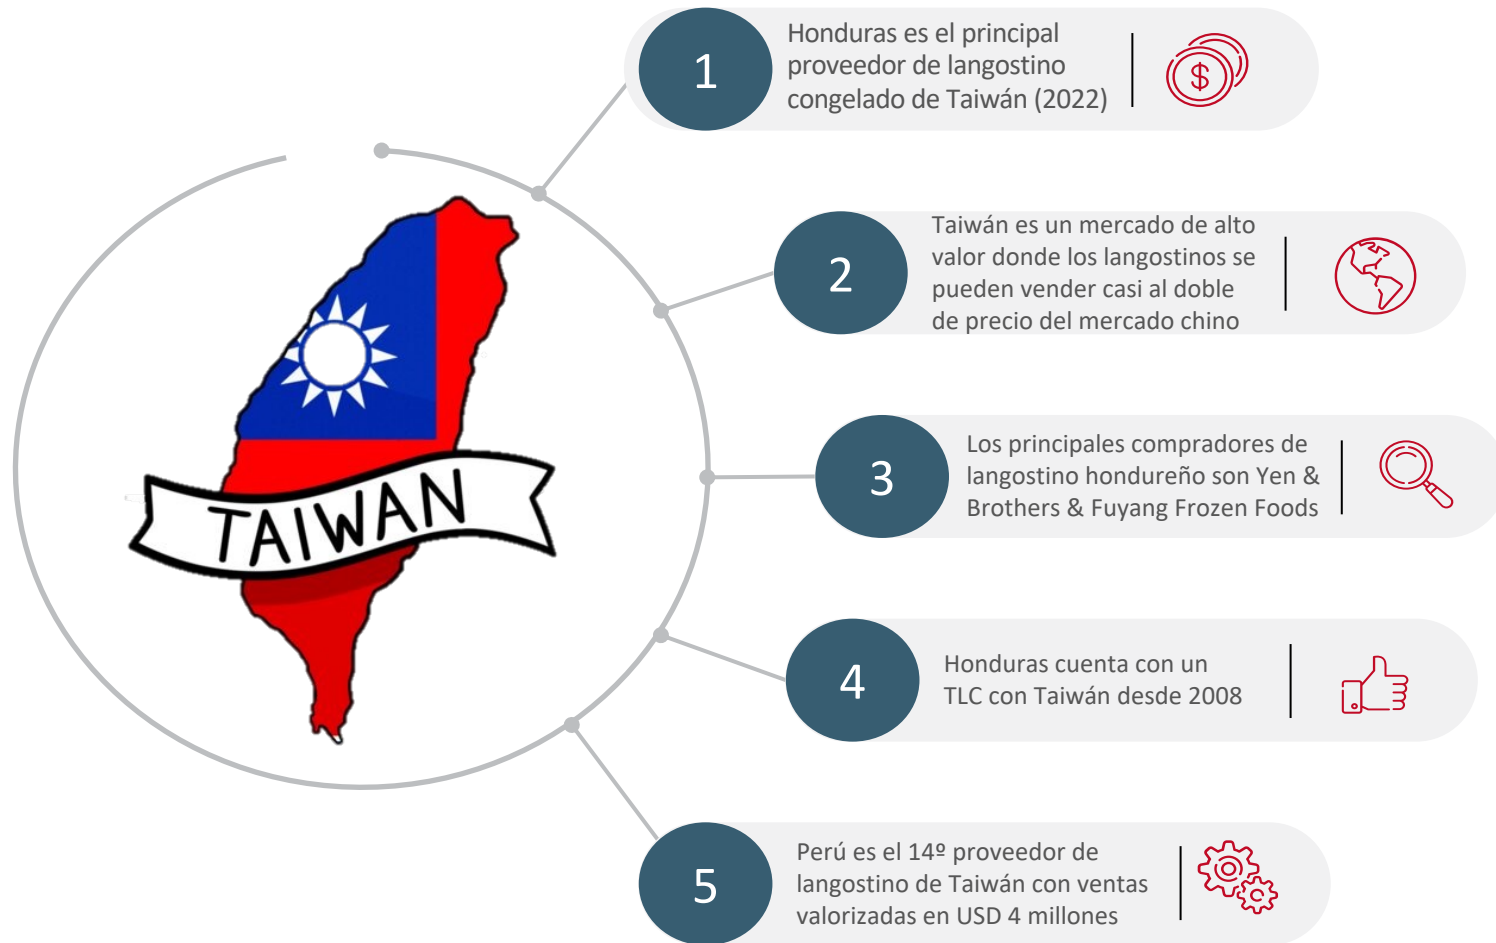 1
Honduras es el principal
proveedor de langostino
congelado de Taiwán (2022)
$
2
Taiwán es un mercado de alto
valor donde los langostinos se
pueden vender casi al doble
de precio del mercado chino
3
Los principales compradores de
langostino hondureño son Yen &
Brothers & Fuyang Frozen Foods
TAIWAN
4
Honduras cuenta con un
TLC con Taiwán desde 2008
5
Perú es el 14º proveedor de
langostino de Taiwán con ventas
valorizadas en USD 4 millones